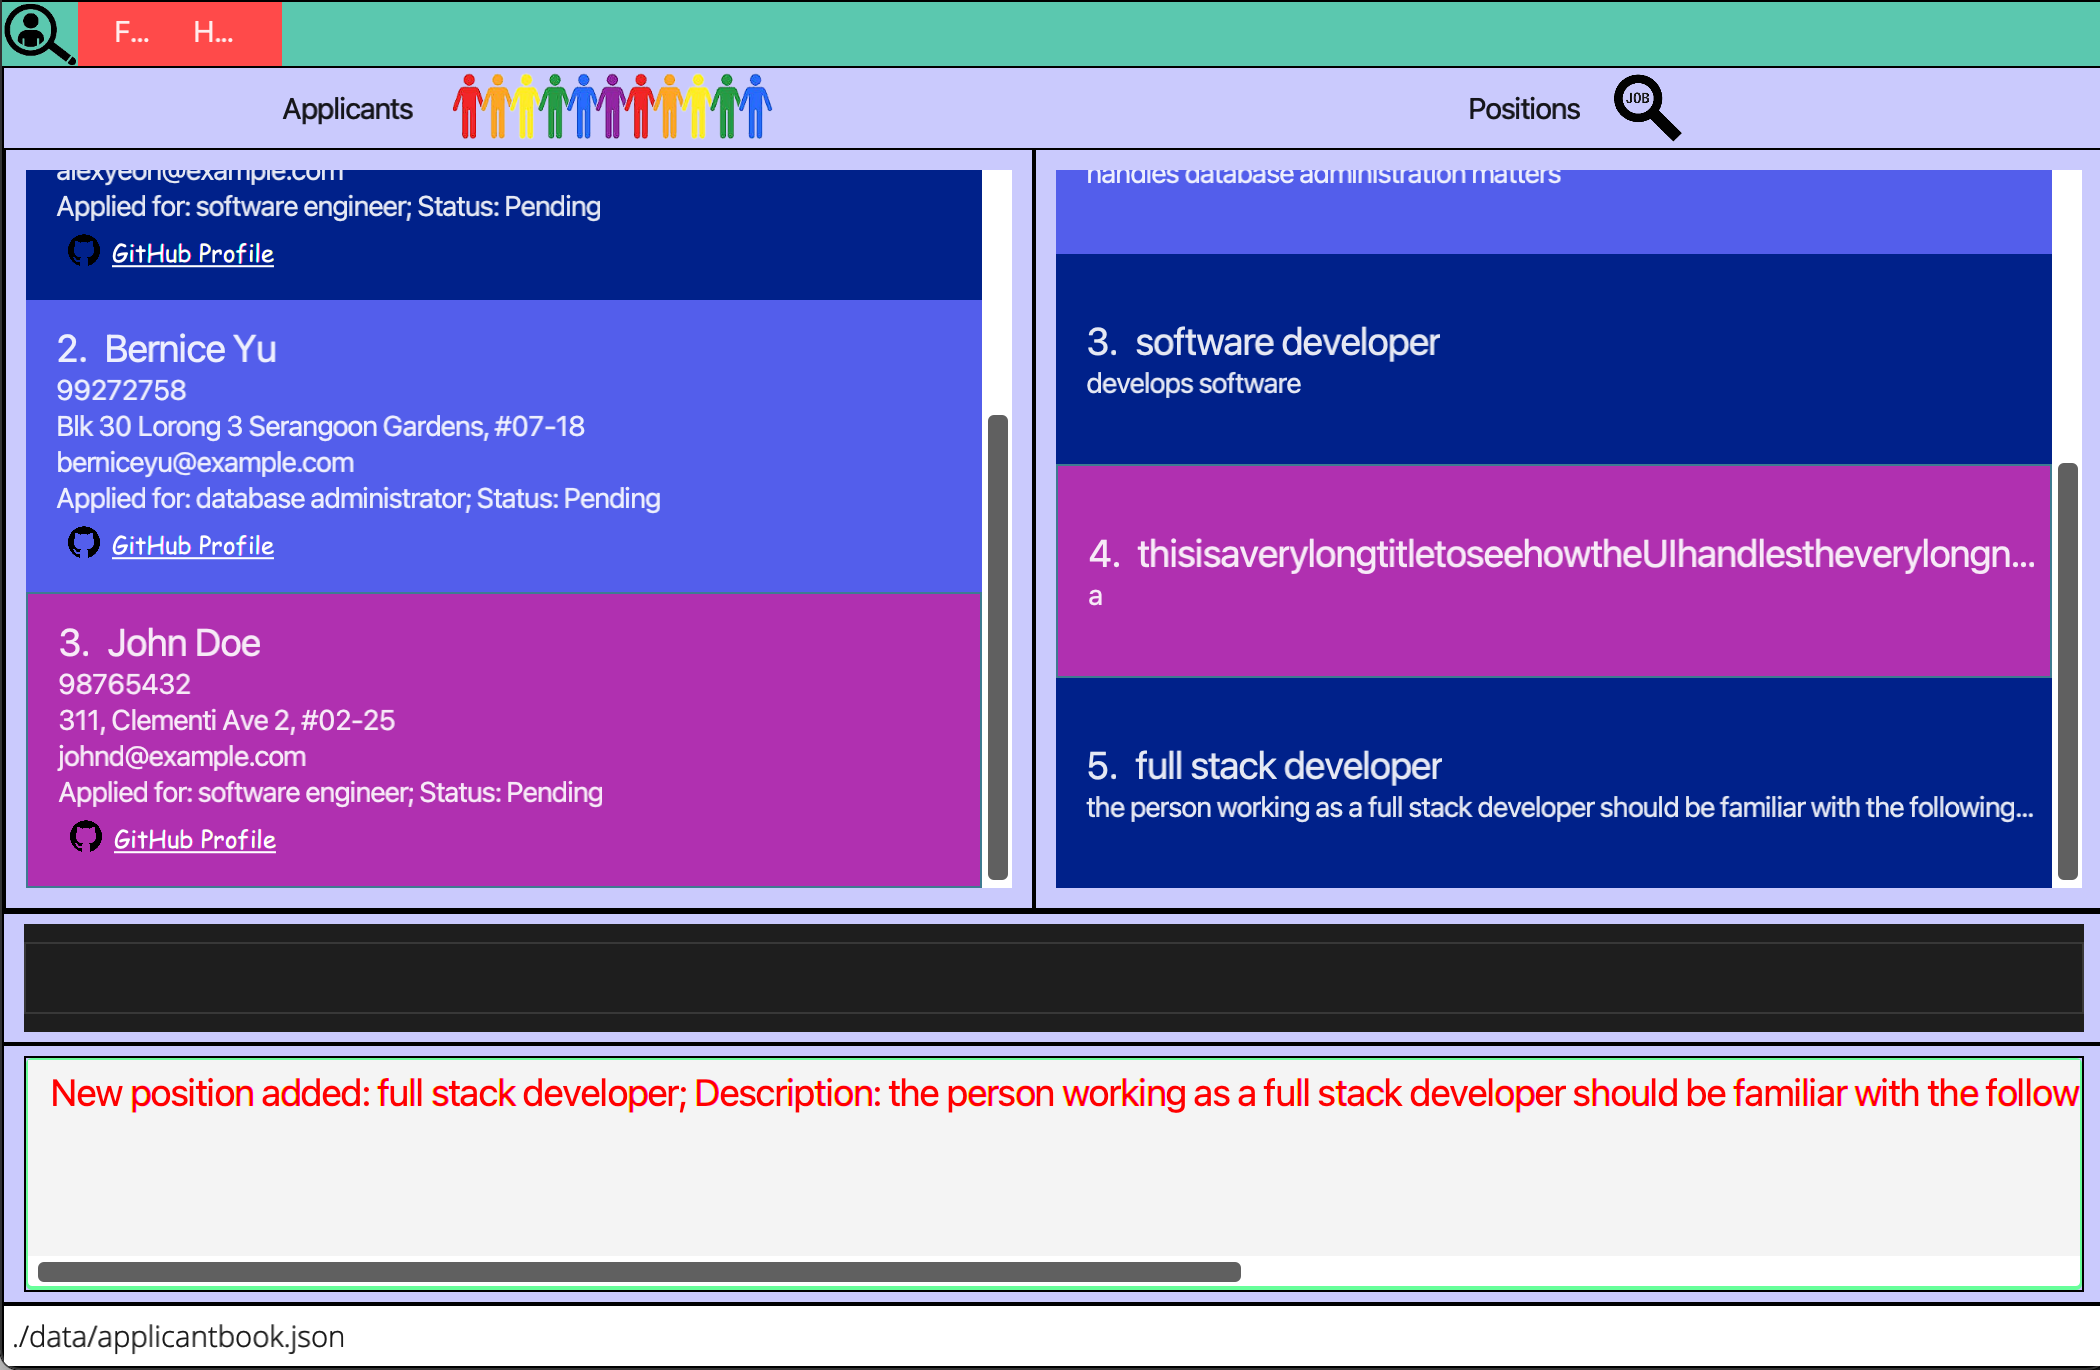 F... H...
Applicants
Positions
JOB
alexyeoh@example.com
Applied for: software engineer; Status: Pending
GitHub Profile
2. Bernice Yu
99272758
Blk 30 Lorong 3 Serangoon Gardens, #07-18
berniceyu@example.com
Applied for: database administrator; Status: Pending
GitHub Profile
3. John Doe
98765432
311, Clementi Ave 2, #02-25
johnd@example.com
Applied for: software engineer; Status: Pending
GitHub Profile
handles database administration matters
3. software developer
develops software
4. thisisaverylongtitletoseehowtheUIhandlestheverylongn...
a
5. full stack developer
the person working as a full stack developer should be familiar with the following...
New position added: full stack developer; Description: the person working as a full stack developer should be familiar with the follow
./data/applicantbook.json